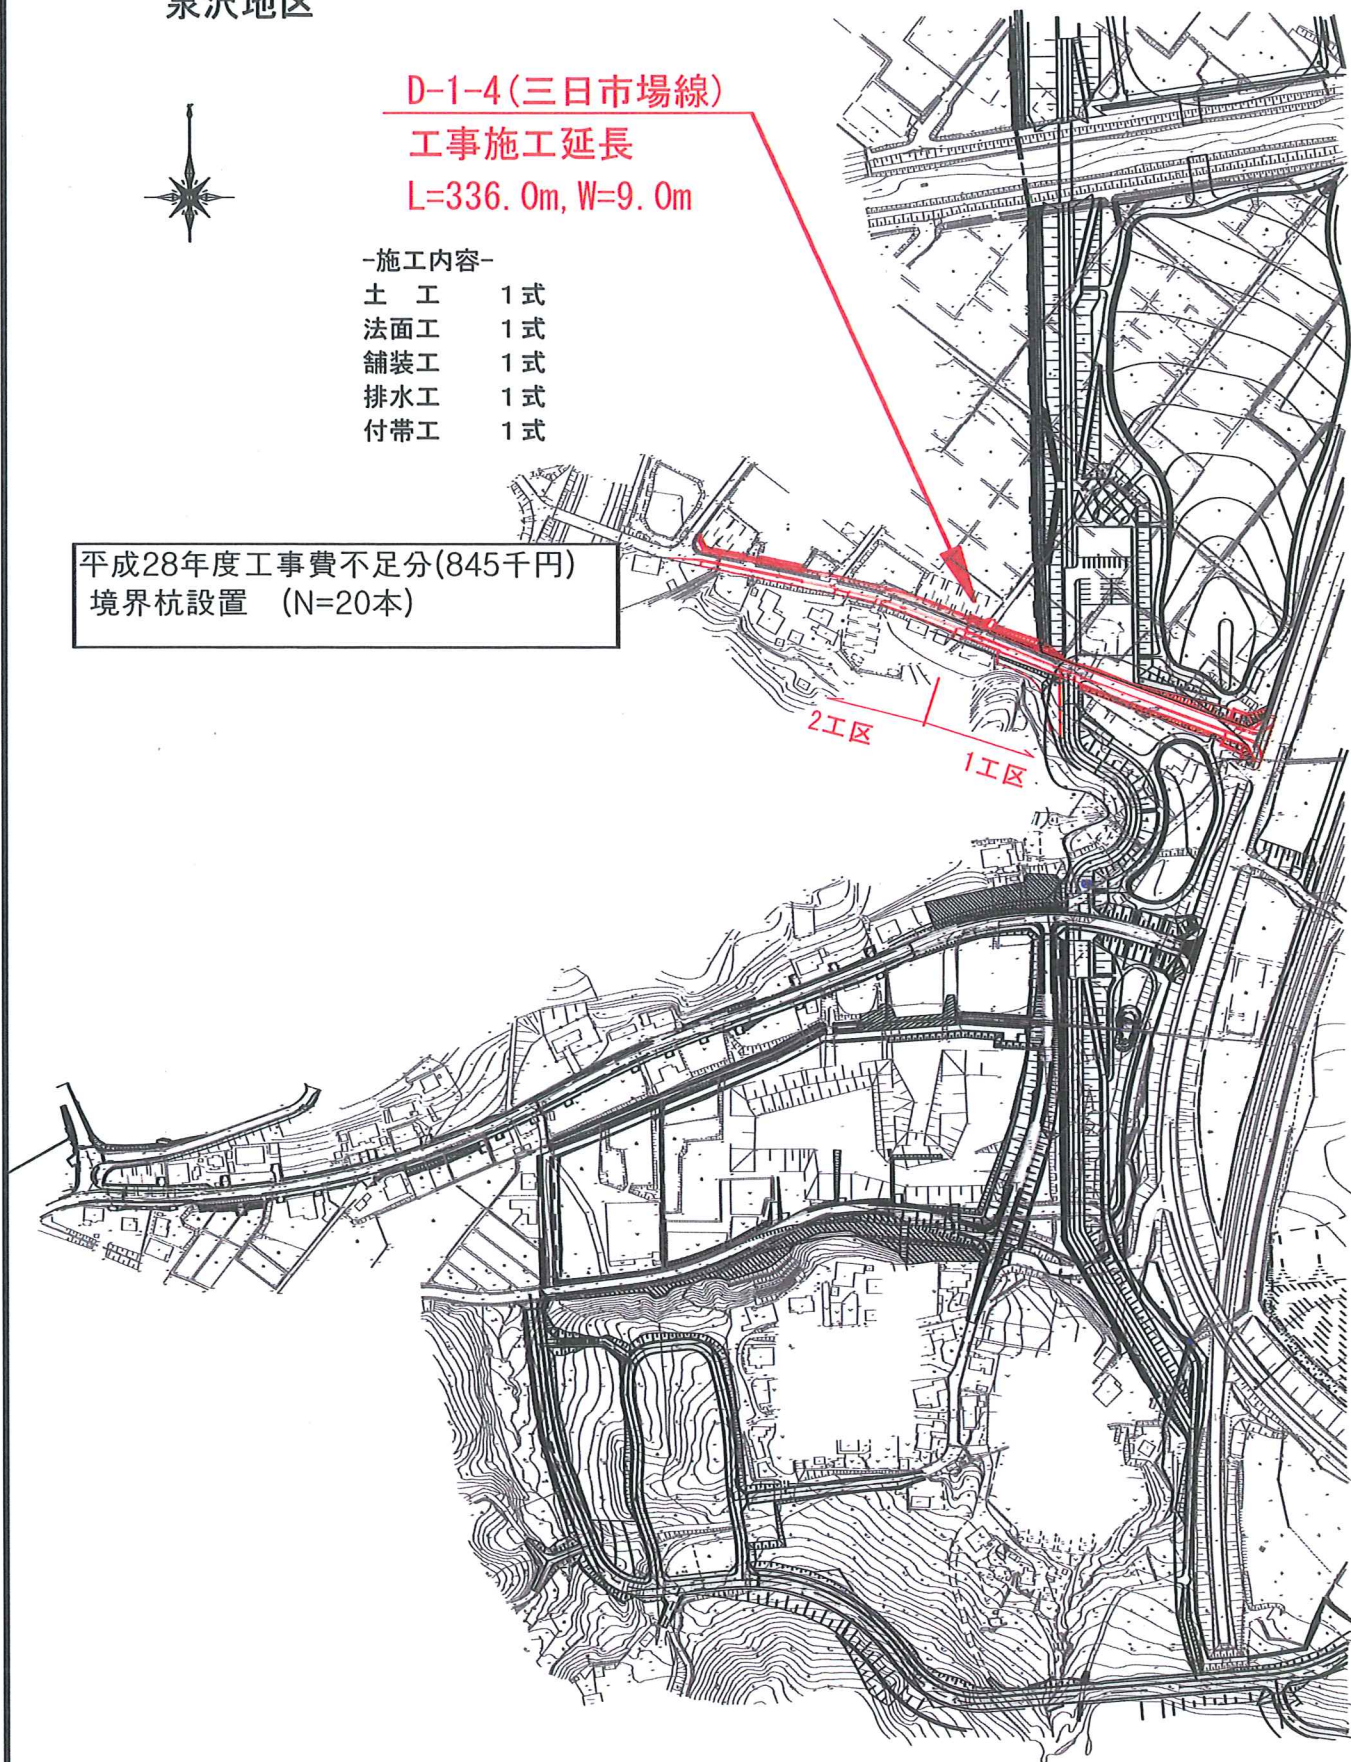 泉沢地区
D-1-4(三日市場線)
工事施工延長
L=336.0m, W=9.0m
-施工内容-
土　工　1式
法面工　1式
舗装工　1式
排水工　1式
付帯工　1式
平成28年度工事費不足分(845千円)
境界杭設置　(N=20本)
2工区
1工区